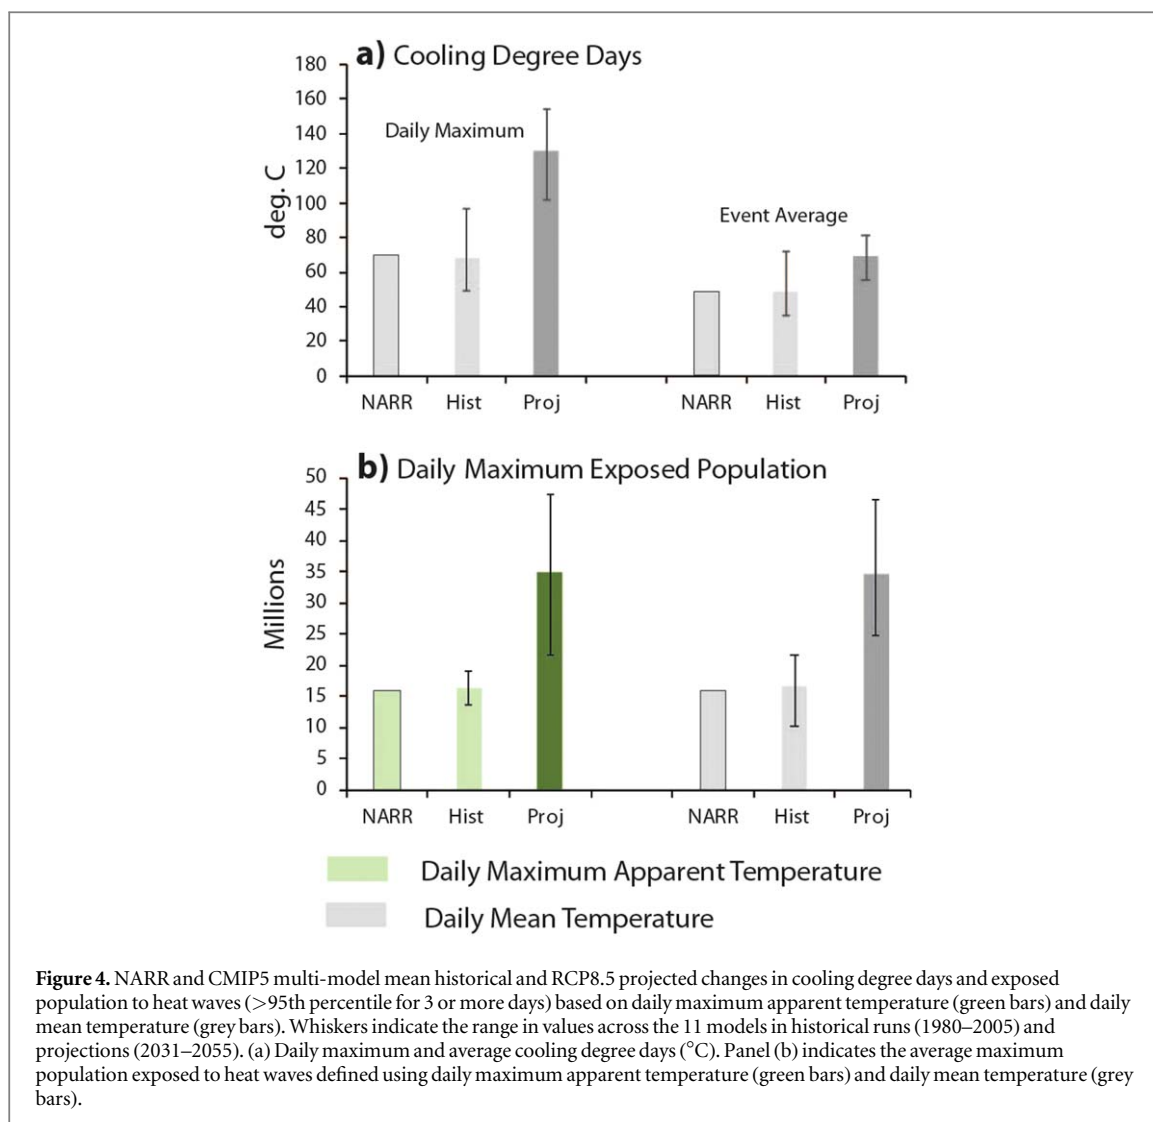 a) Cooling Degree Days
180
160
140
120
100
80
60
40
20
0
deg. C
Daily Maximum
Event Average
NARR Hist Proj NARR Hist Proj
b) Daily Maximum Exposed Population
50
45
40
35
30
25
20
15
10
5
0
Millions
NARR Hist Proj NARR Hist Proj
Daily Maximum Apparent Temperature
Daily Mean Temperature
Figure 4. NARR and CMIP5 multi-model mean historical and RCP8.5 projected changes in cooling degree days and exposed
population to heat waves (>95th percentile for 3 or more days) based on daily maximum apparent temperature (green bars) and daily
mean temperature (grey bars). Whiskers indicate the range in values across the 11 models in historical runs (1980–2005) and
projections (2031–2055). (a) Daily maximum and average cooling degree days (°C). Panel (b) indicates the average maximum
population exposed to heat waves defined using daily maximum apparent temperature (green bars) and daily mean temperature (grey
bars).